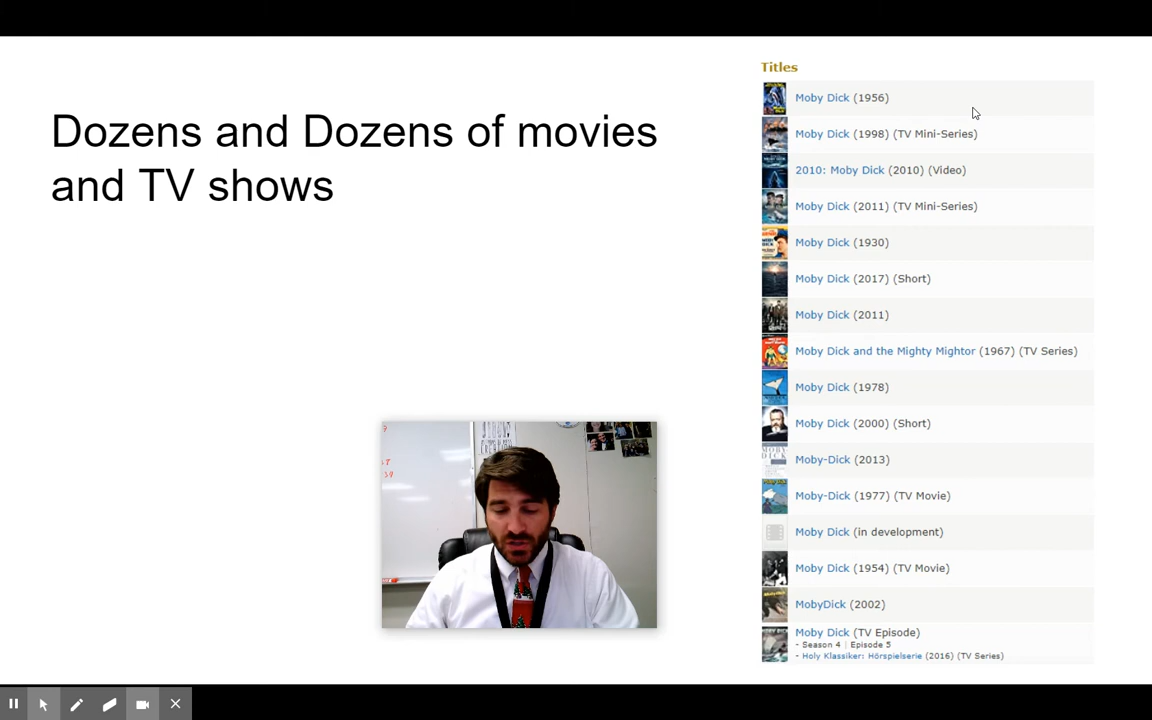 Dozens and Dozens of movies
and TV shows
Titles
Moby Dick (1956)
Moby Dick (1998) (TV Mini-Series)
2010: Moby Dick (2010) (Video)
Moby Dick (2011) (TV Mini-Series)
Moby Dick (1930)
Moby Dick (2017) (Short)
Moby Dick (2011)
Moby Dick and the Mighty Mightor (1967) (TV Series)
Moby Dick (1978)
Moby Dick (2000) (Short)
Moby-Dick (2013)
Moby-Dick (1977) (TV Movie)
Moby Dick (in development)
Moby Dick (1954) (TV Movie)
MobyDick (2002)
Moby Dick (TV Episode)
- Season 4 | Episode 5
- Holy Klassiker: Hörspielserie (2016) (TV Series)